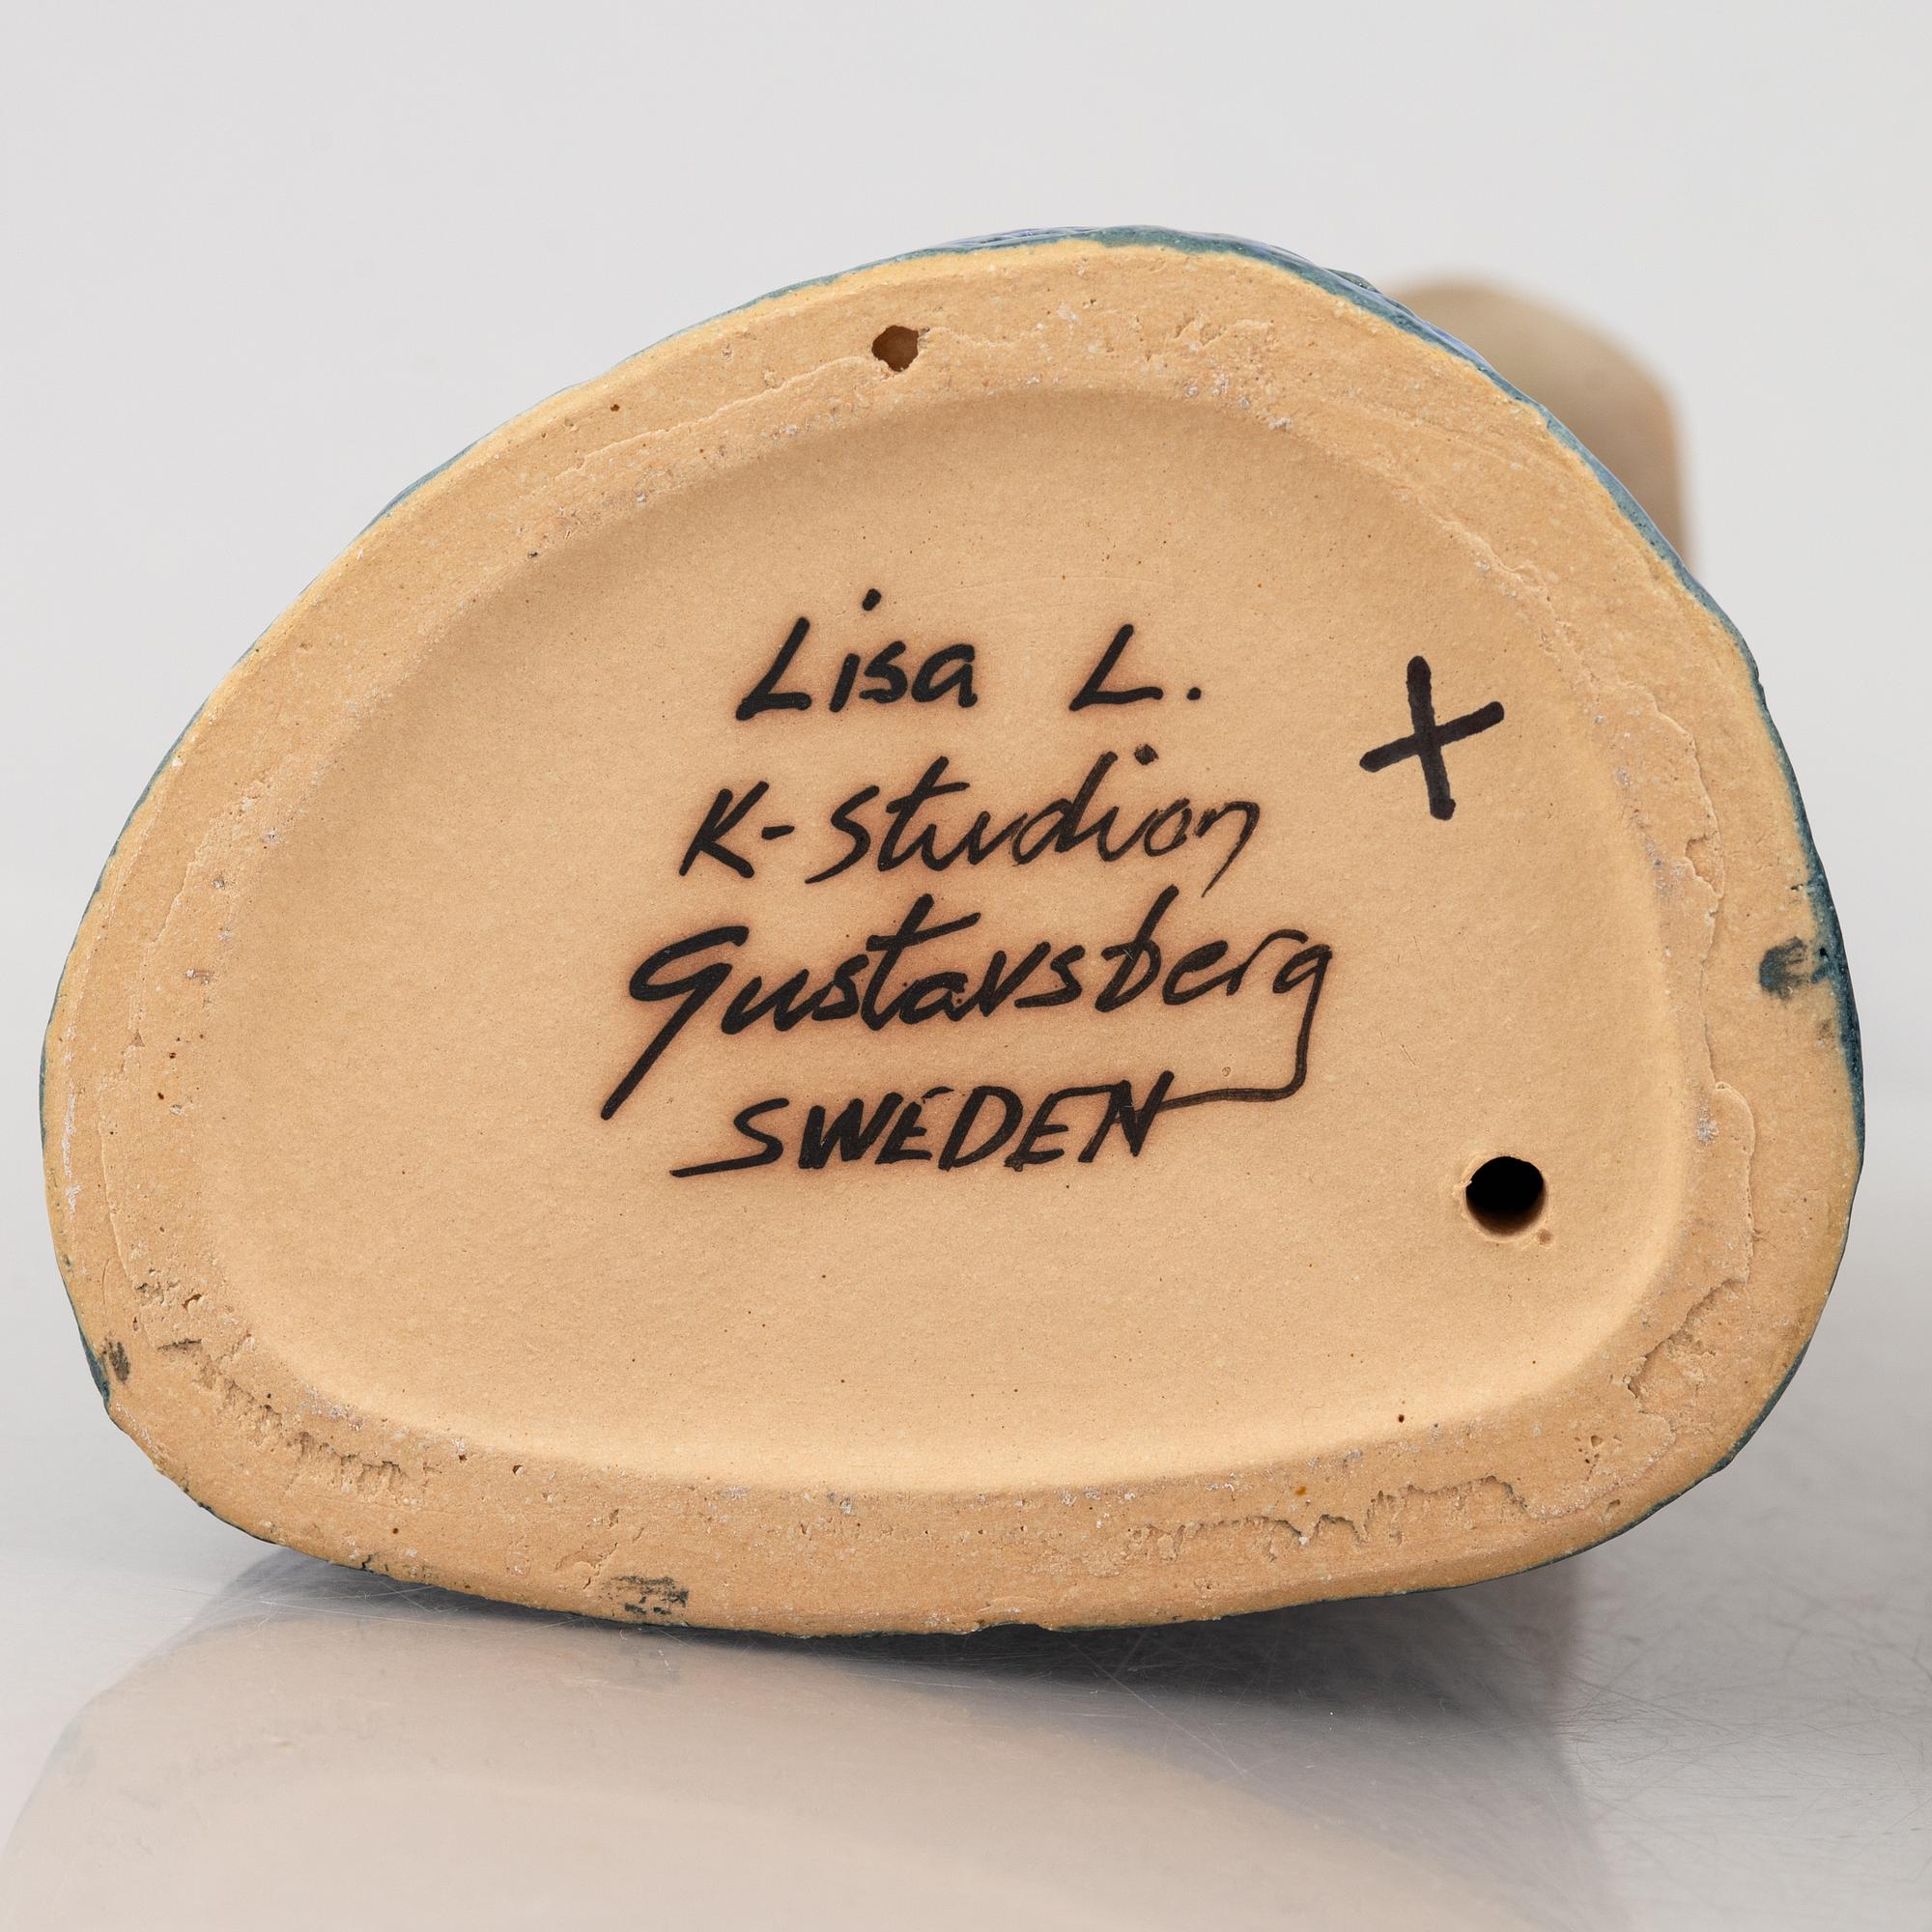 Lisa L.
K-Studion
Gustavsberg
SWEDEN
+